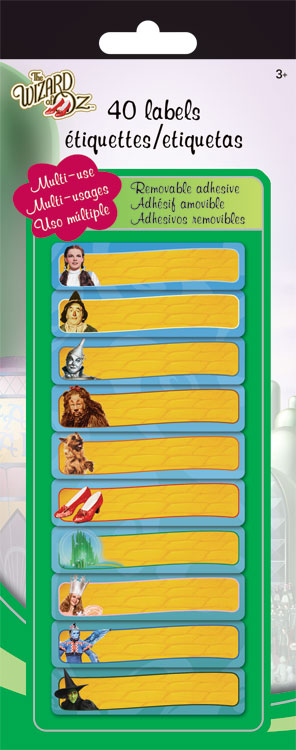 The
WIZARD
of OZ
3+
40 labels
étiquettes/etiquetas
Multi-use
Multi-usages
Uso múltiple
Removable adhesive
Adhésif amovible
Adhesivos removibles